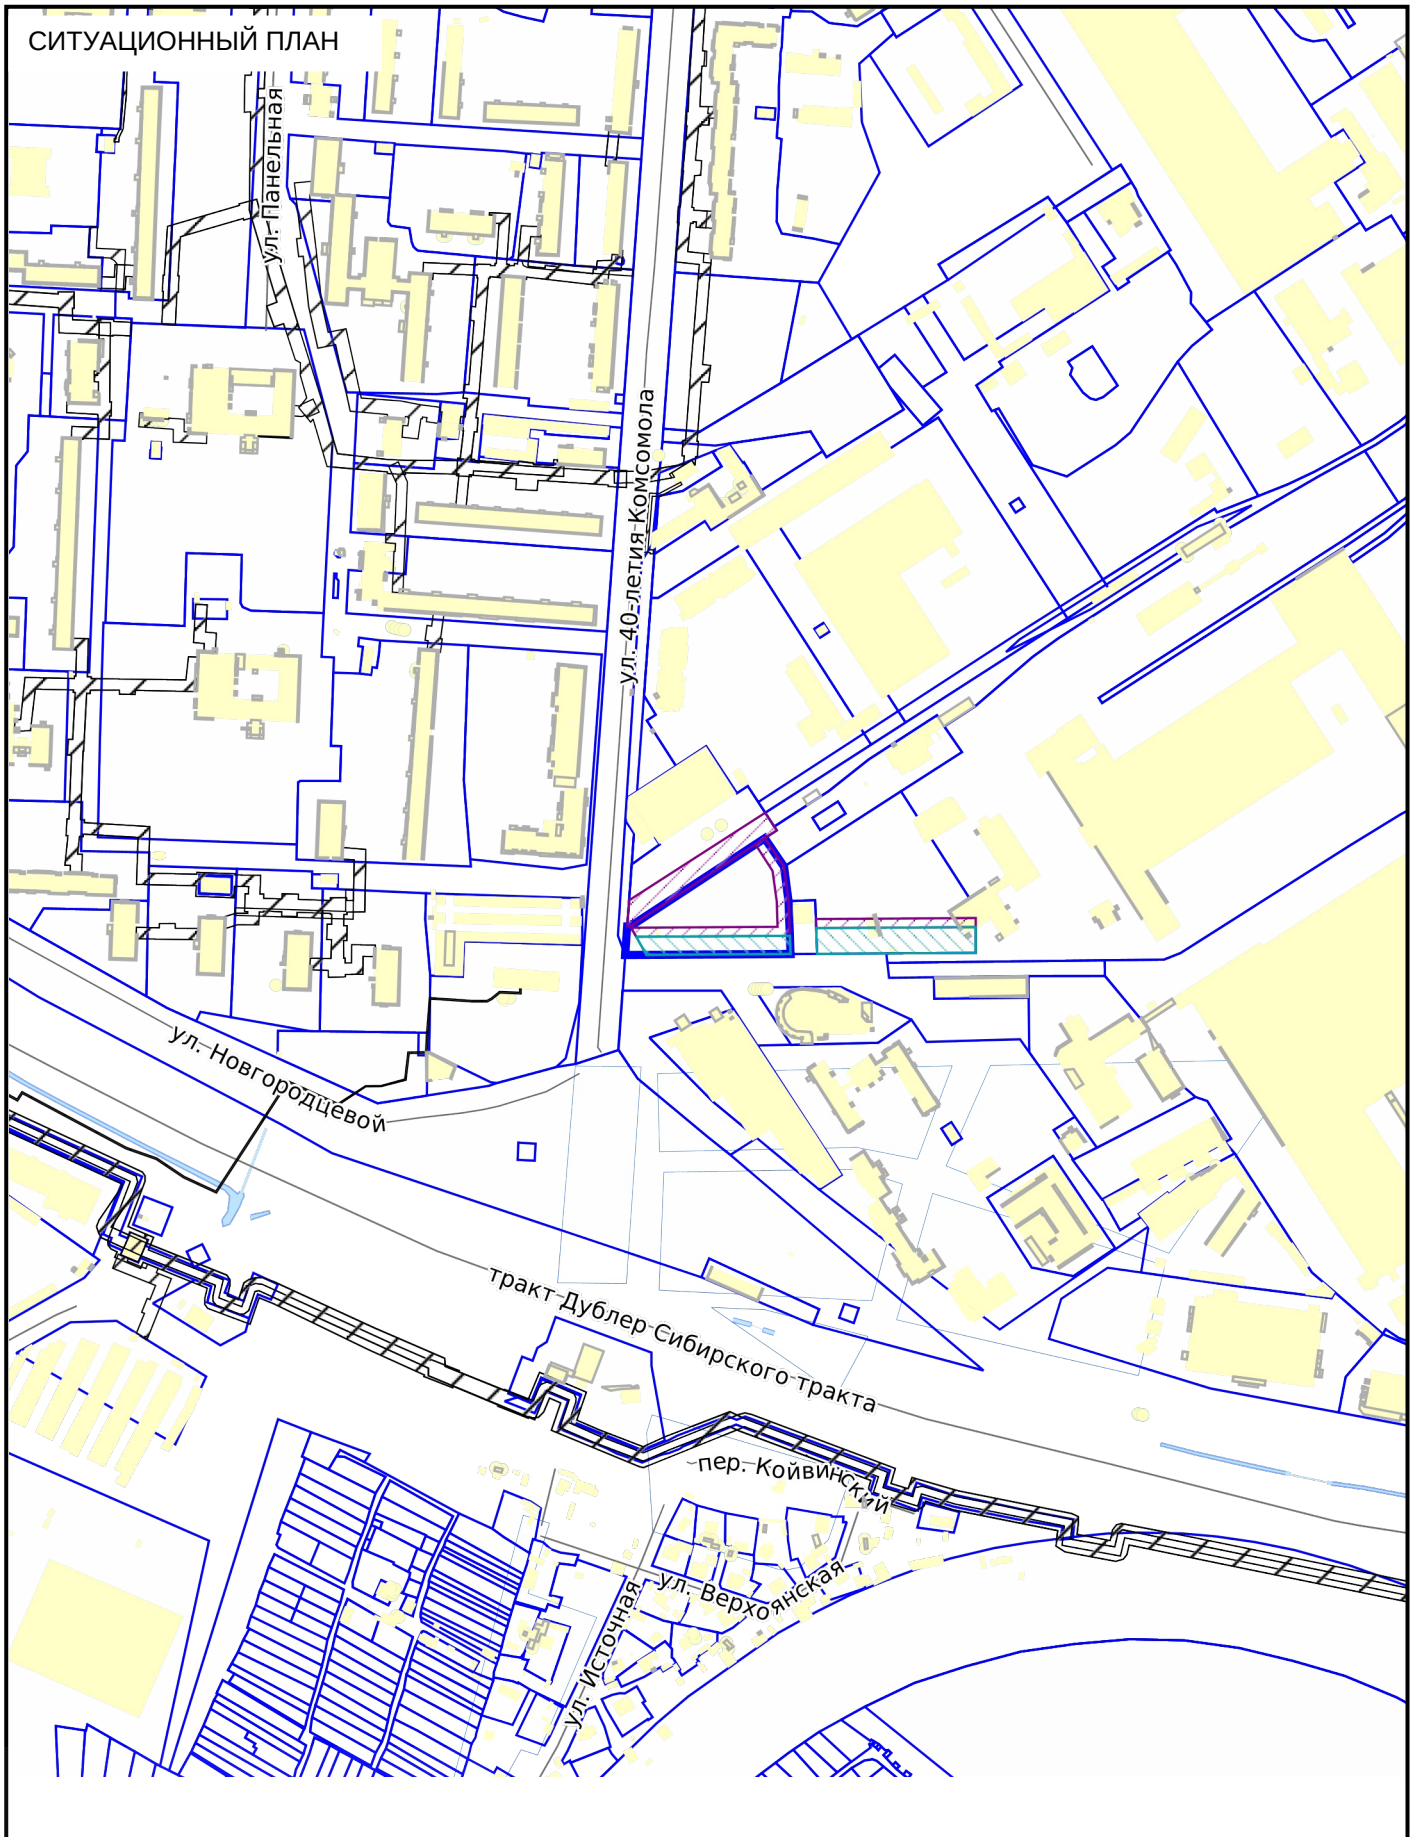 СИТУАЦИОННЫЙ ПЛАН
ул. Панельная
ул. 40-летия Комсомола
ул. Новгородцевой
тракт Дублер Сибирского тракта
пер. Койвинский
ул. Верхоянская
ул. Источная